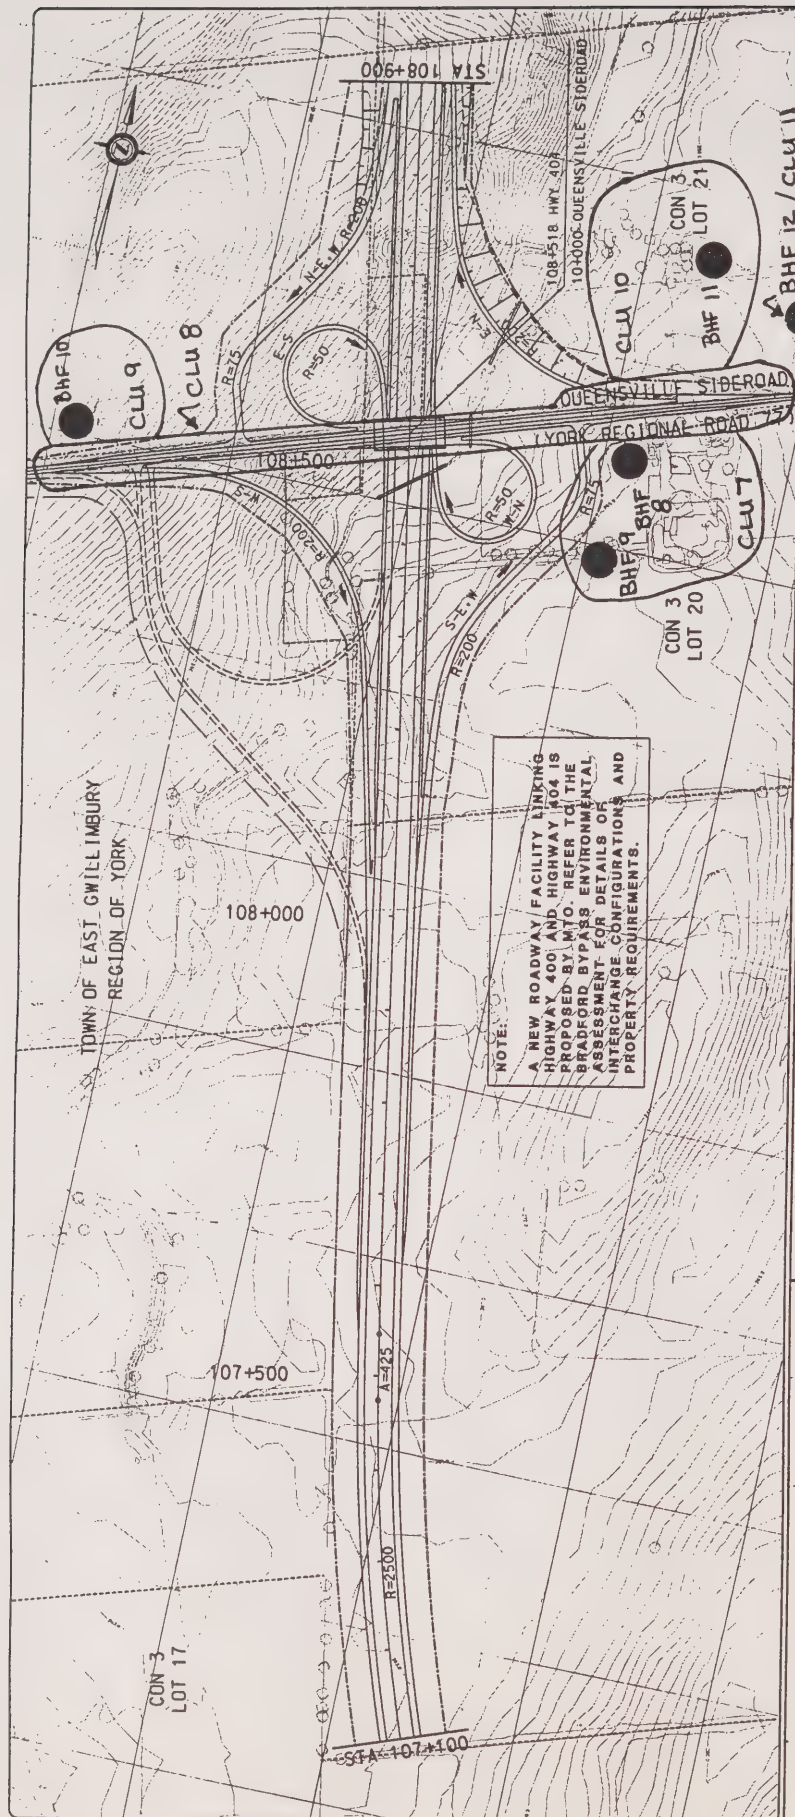 STA 108+900
N-E,W R=200
R=75
E-S
R=50
E-N
108+518 HWY 404
10+000 QUEENSVILLE SIDEROAD
BHF 10
CLU 9
CLU 8
CLU 10
BHF 11
CON 3
LOT 21
BHF 12 / CLU 11
QUEENSVILLE SIDEROAD
YORK REGIONAL ROAD 77
108+500
W-S
R=200
R=50
W-N
R=75
S-E,W
R=200
BHF 9
BHF 8
CLU 7
CON 3
LOT 20
TOWN OF EAST GWILLIMBURY
REGION OF YORK
108+000
NOTE:
A NEW ROADWAY FACILITY LINKING
HIGHWAY 400 AND HIGHWAY 404 IS
PROPOSED BY MTO. REFER TO THE
BRADFORD BYPASS ENVIRONMENTAL
ASSESSMENT FOR DETAILS OF
INTERCHANGE CONFIGURATIONS AND
PROPERTY REQUIREMENTS.
107+500
A=425
R=2500
CON 3
LOT 17
STA 107+100